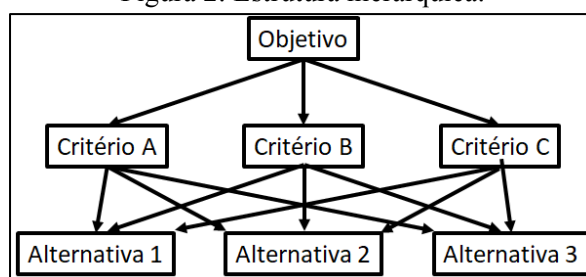 Figura 2: Estrutura hierárquica.
Objetivo
Critério A
Critério B
Critério C
Alternativa 1
Alternativa 2
Alternativa 3